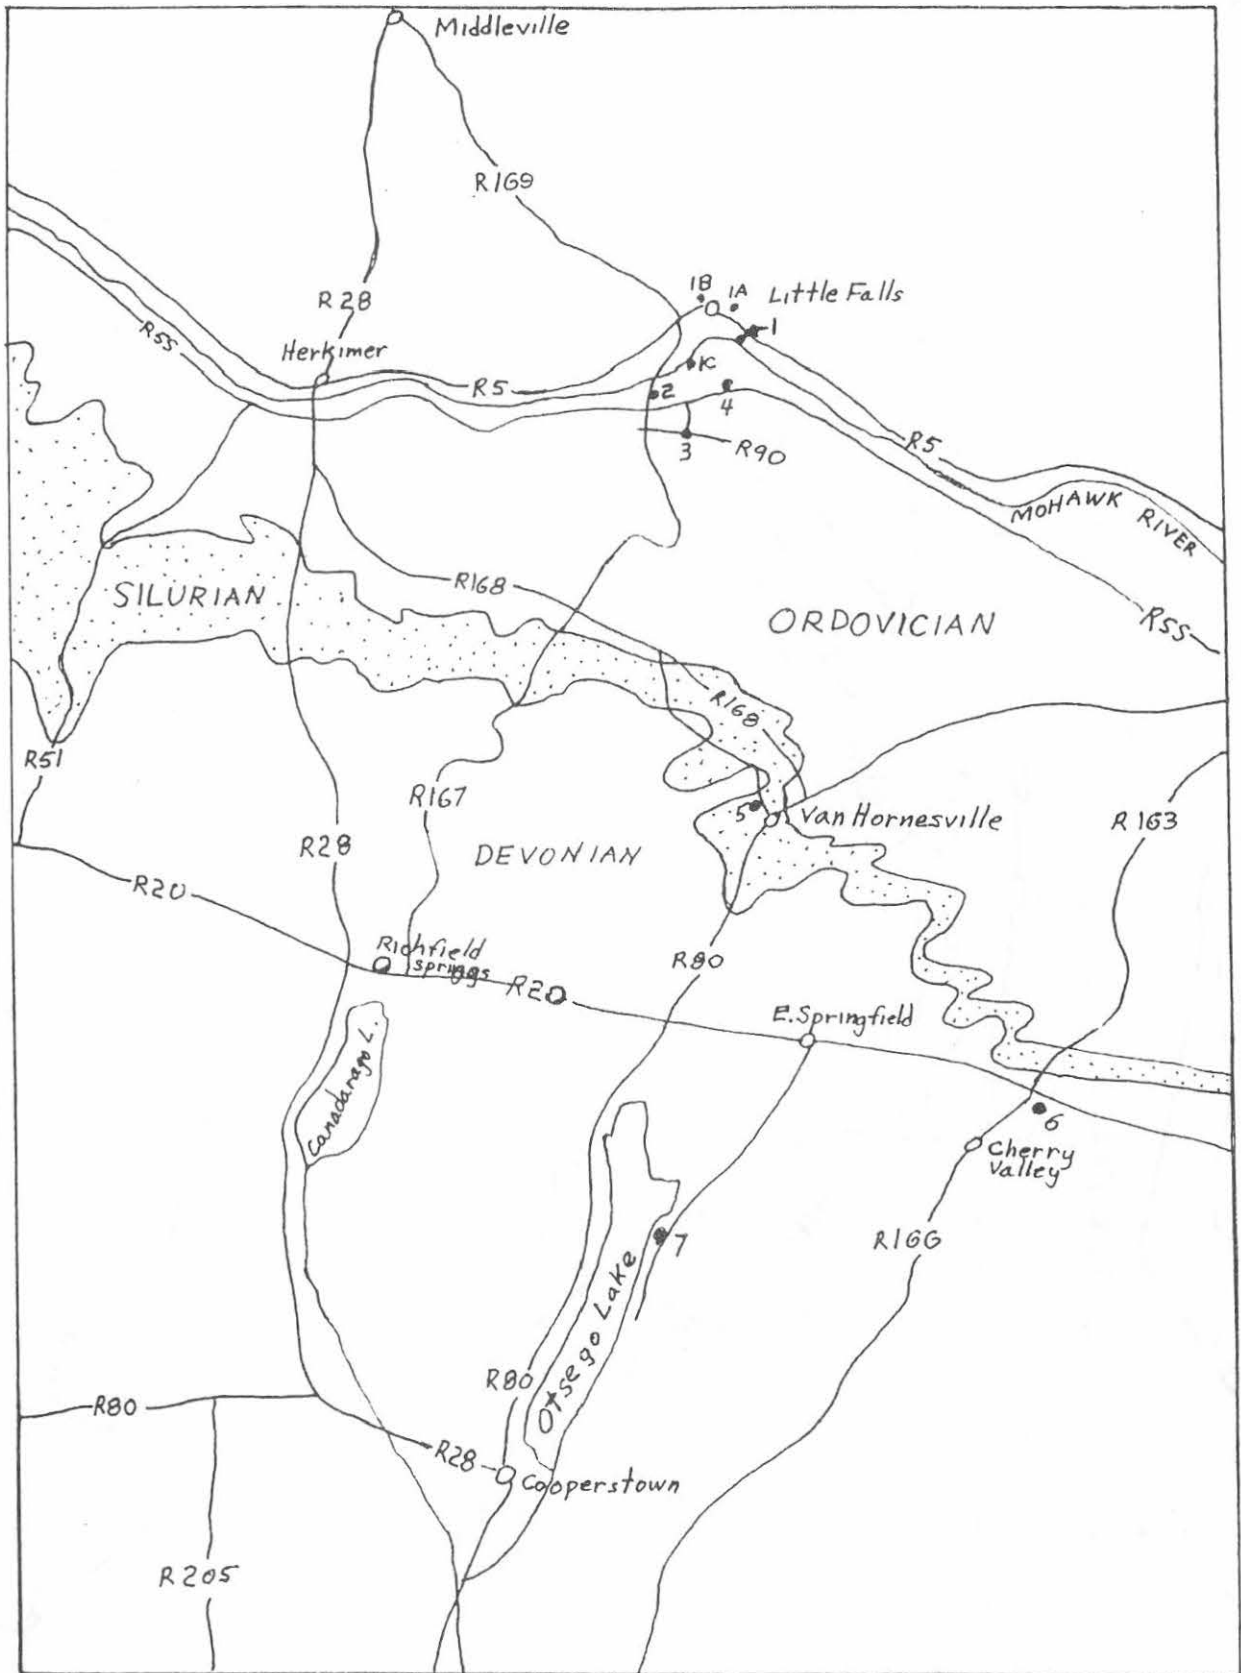 Middleville
R169
1B
1A
Little Falls
1
R28
R5S
Herkimer
R5
1C
2
4
3
R90
R5
MOHAWK RIVER
R5S
SILURIAN
R168
ORDOVICIAN
R168
R51
R167
5
Van Hornesville
R163
R28
DEVONIAN
R20
Richfield
springs
R20
R80
E.Springfield
Canadarago L.
6
Cherry
Valley
7
R166
Otsego Lake
R80
R80
R28
Cooperstown
R205